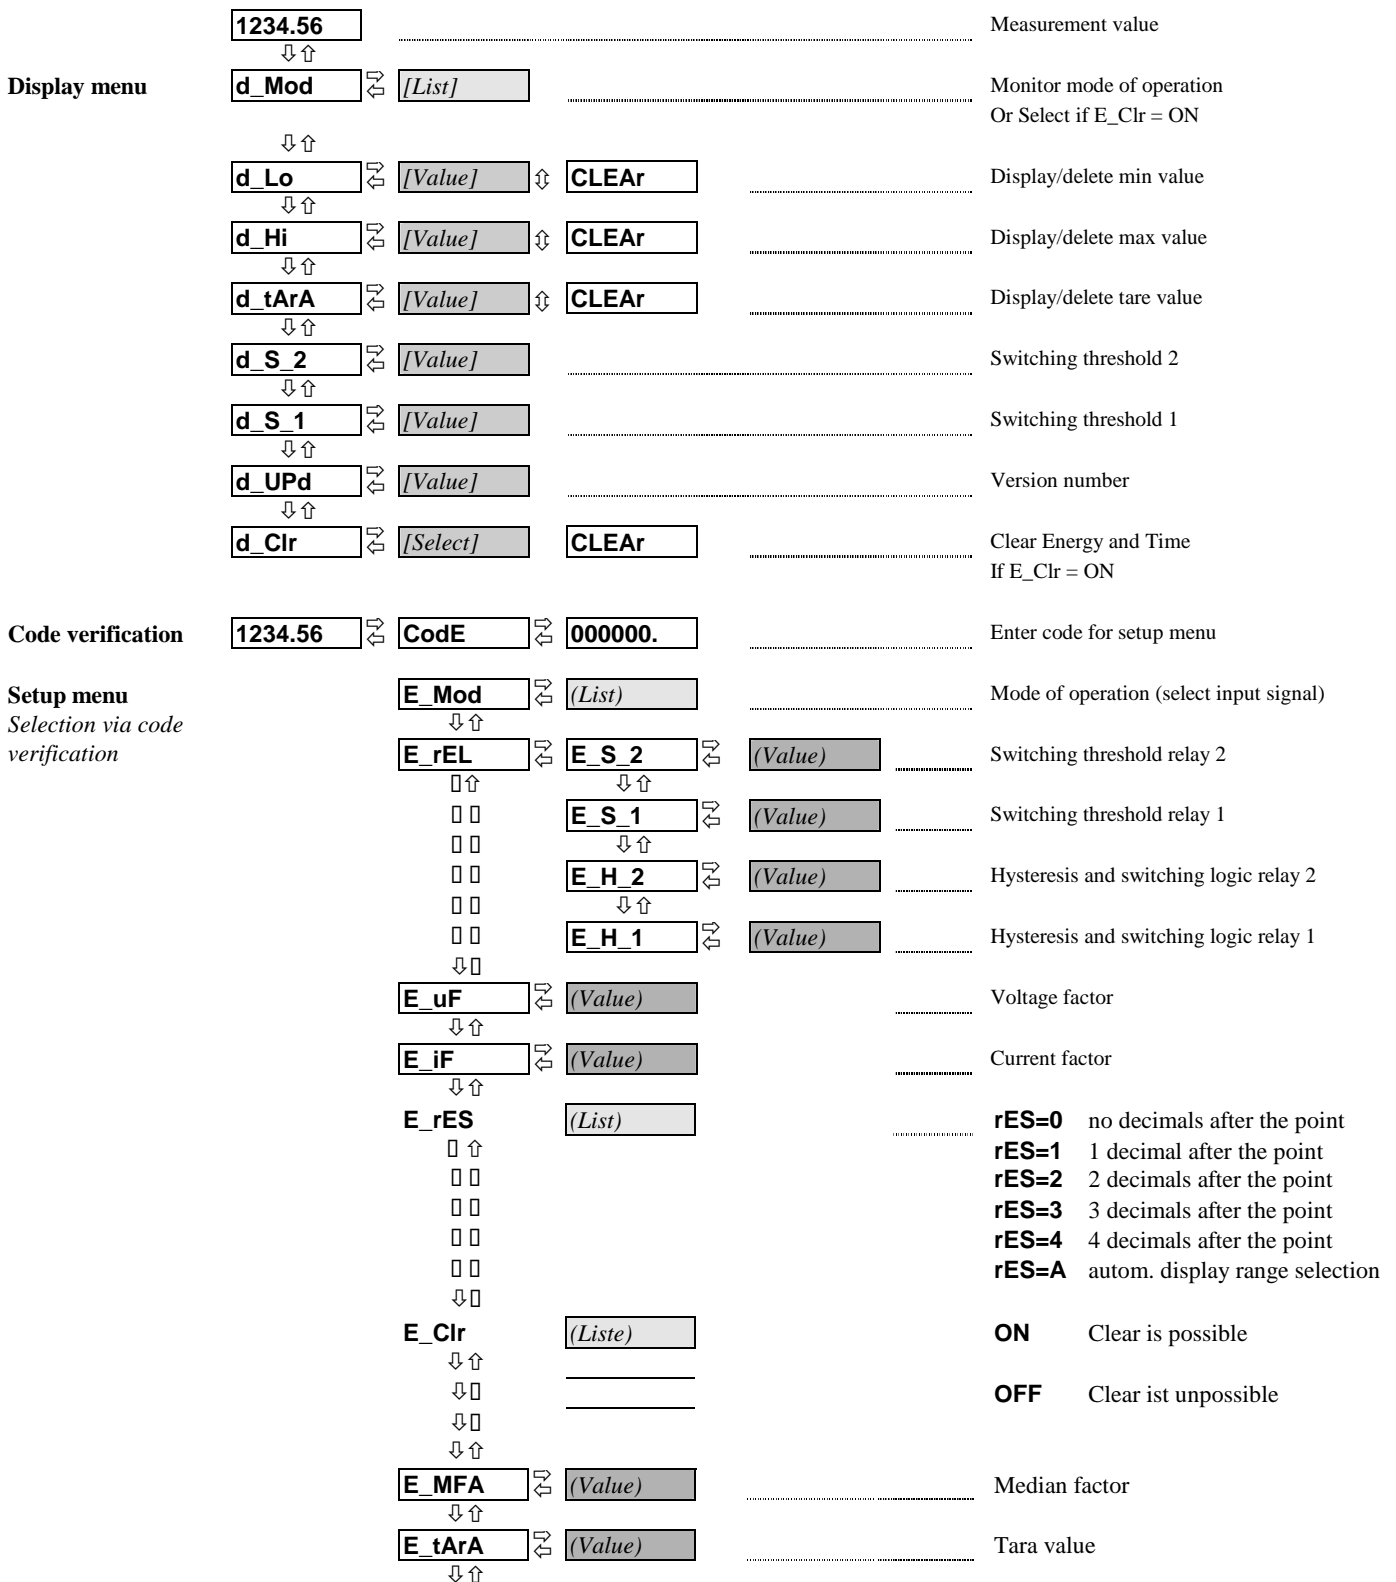 1234.56 Measurement value
Display menu d_Mod [List] Monitor mode of operation
Or Select if E_Clr = ON
d_Lo [Value] CLEAr Display/delete min value
d_Hi [Value] CLEAr Display/delete max value
d_tArA [Value] CLEAr Display/delete tare value
d_S_2 [Value] Switching threshold 2
d_S_1 [Value] Switching threshold 1
d_UPd [Value] Version number
d_Clr [Select] CLEAr Clear Energy and Time
If E_Clr = ON
Code verification 1234.56 CodE 000000. Enter code for setup menu
Setup menu E_Mod (List) Mode of operation (select input signal)
Selection via code
verification E_rEL E_S_2 (Value) Switching threshold relay 2
E_S_1 (Value) Switching threshold relay 1
E_H_2 (Value) Hysteresis and switching logic relay 2
E_H_1 (Value) Hysteresis and switching logic relay 1
E_uF (Value) Voltage factor
E_iF (Value) Current factor
E_rES (List) rES=0 no decimals after the point
rES=1 1 decimal after the point
rES=2 2 decimals after the point
rES=3 3 decimals after the point
rES=4 4 decimals after the point
rES=A autom. display range selection
E_Clr (Liste) ON Clear is possible
OFF Clear ist unpossible
E_MFA (Value) Median factor
E_tArA (Value) Tara value